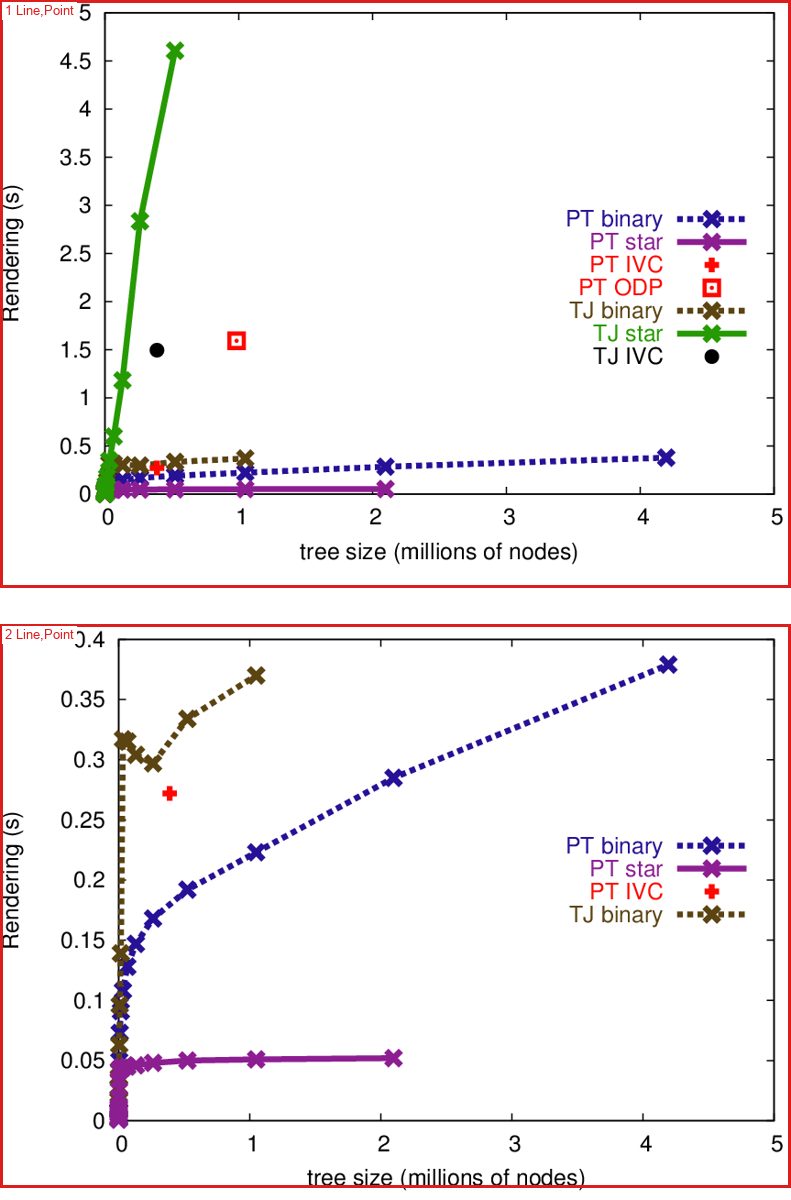 1 Line,Point
5
4.5
4
3.5
3
2.5
2
1.5
1
0.5
0
Rendering (s)
PT binary
PT star
PT IVC
PT ODP
TJ binary
TJ star
TJ IVC
0 1 2 3 4 5
tree size (millions of nodes)
2 Line,Point
0.4
0.35
0.3
0.25
0.2
0.15
0.1
0.05
0
Rendering (s)
PT binary
PT star
PT IVC
TJ binary
0 1 2 3 4 5
tree size (millions of nodes)